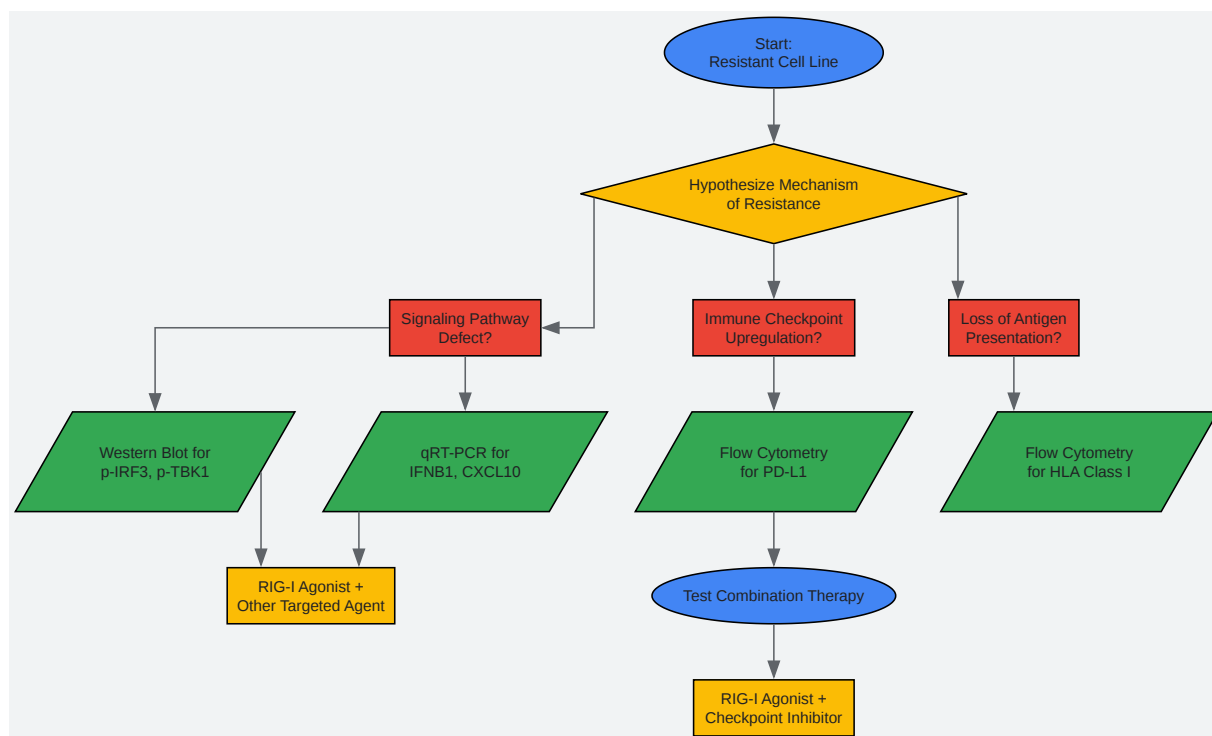 Start:
Resistant Cell Line
Hypothesize Mechanism
of Resistance
Signaling Pathway
Defect?
Immune Checkpoint
Upregulation?
Loss of Antigen
Presentation?
Western Blot for
p-IRF3, p-TBK1
qRT-PCR for
IFNB1, CXCL10
Flow Cytometry
for PD-L1
Flow Cytometry
for HLA Class I
RIG-I Agonist +
Other Targeted Agent
Test Combination Therapy
RIG-I Agonist +
Checkpoint Inhibitor